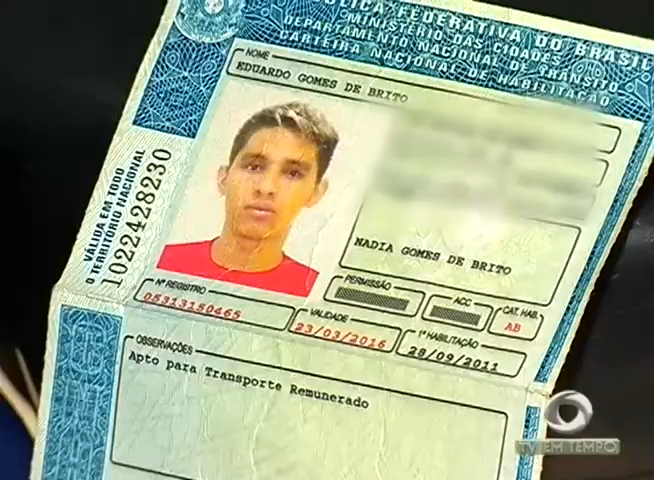 REPÚBLICA FEDERATIVA DO BRASIL
MINISTÉRIO DAS CIDADES
DEPARTAMENTO NACIONAL DE TRÂNSITO
CARTEIRA NACIONAL DE HABILITAÇÃO
NOME
EDUARDO GOMES DE BRITO
NADIA GOMES DE BRITO
VÁLIDA EM TODO
O TERRITÓRIO NACIONAL
1022428230
PERMISSÃO
ACC
CAT. HAB.
AB
Nº REGISTRO
05313150465
VALIDADE
23/03/2016
1ª HABILITAÇÃO
28/09/2011
OBSERVAÇÕES
Apto para Transporte Remunerado
TV EM TEMPO